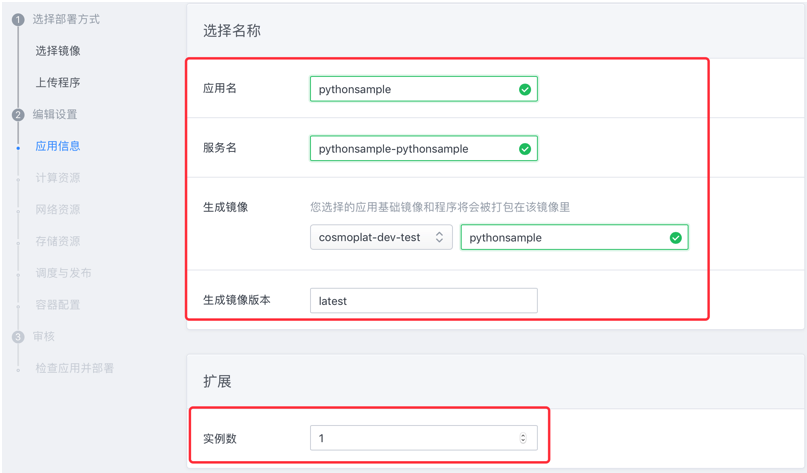 1 选择部署方式
选择镜像
上传程序
2 编辑设置
应用信息
计算资源
网络资源
存储资源
调度与发布
容器配置
3 审核
检查应用并部署
选择名称
应用名 pythonsample
服务名 pythonsample-pythonsample
生成镜像 您选择的应用基础镜像和程序将会被打包在该镜像里
cosmoplat-dev-test pythonsample
生成镜像版本 latest
扩展
实例数 1